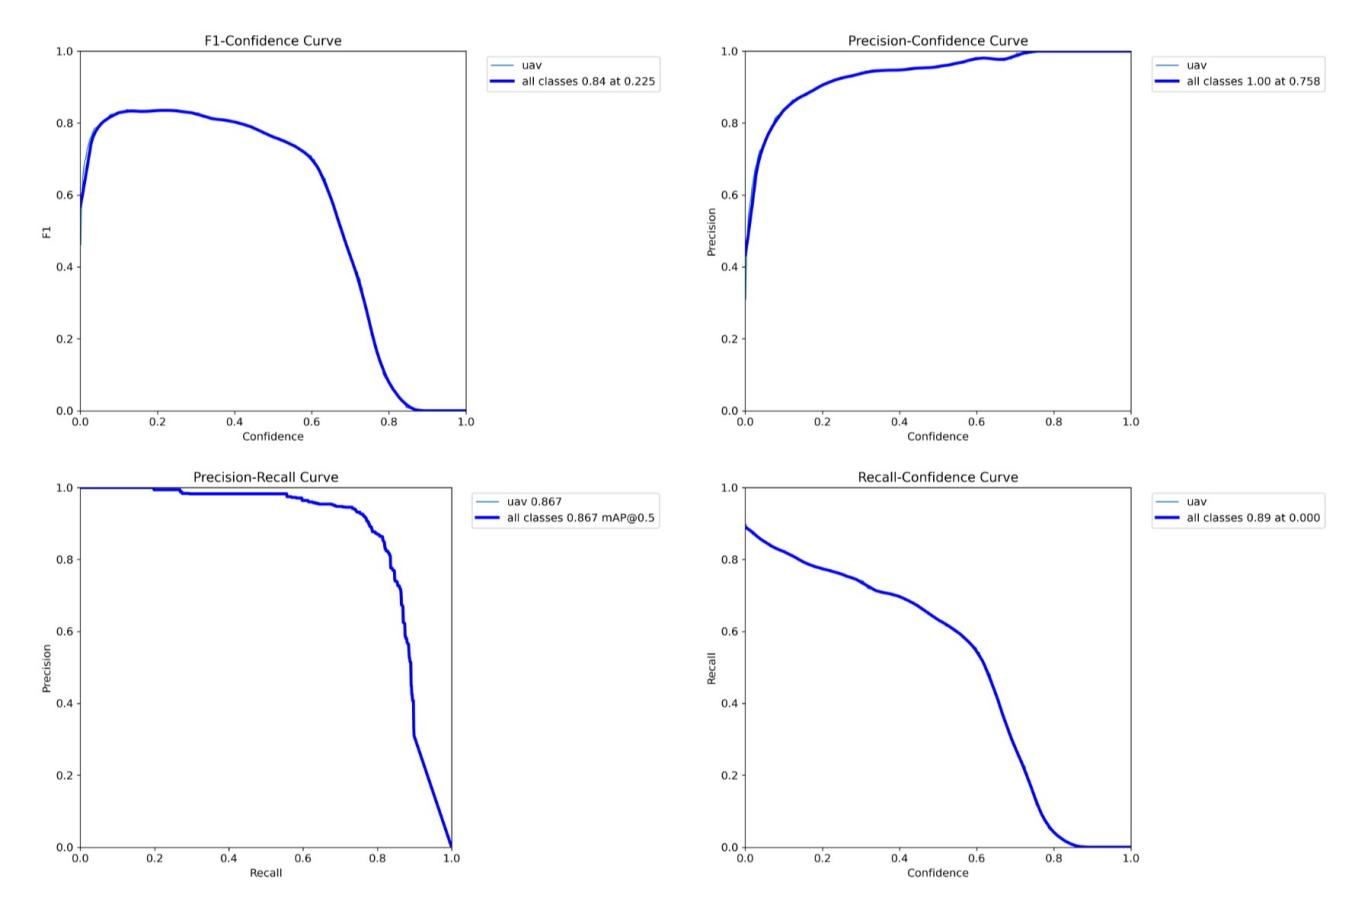 F1-Confidence Curve
1.0
0.8
0.6
0.4
0.2
0.0
F1
0.0 0.2 0.4 0.6 0.8 1.0
Confidence
uav
all classes 0.84 at 0.225
Precision-Confidence Curve
1.0
0.8
0.6
0.4
0.2
0.0
Precision
0.0 0.2 0.4 0.6 0.8 1.0
Confidence
uav
all classes 1.00 at 0.758
Precision-Recall Curve
1.0
0.8
0.6
0.4
0.2
0.0
Precision
0.0 0.2 0.4 0.6 0.8 1.0
Recall
uav 0.867
all classes 0.867 mAP@0.5
Recall-Confidence Curve
1.0
0.8
0.6
0.4
0.2
0.0
Recall
0.0 0.2 0.4 0.6 0.8 1.0
Confidence
uav
all classes 0.89 at 0.000